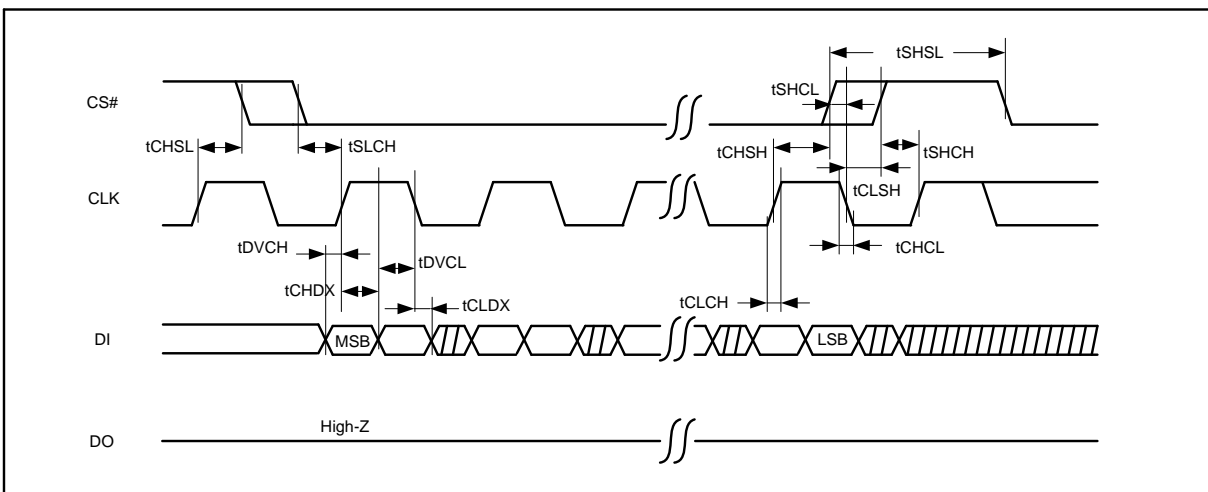 tSHSL
CS#
tSHCL
tCHSL
tSLCH
tCHSH
tSHCH
tCLSH
CLK
tDVCH
tDVCL
tCHCL
tCHDX
tCLDX
tCLCH
DI
MSB
LSB
High-Z
DO